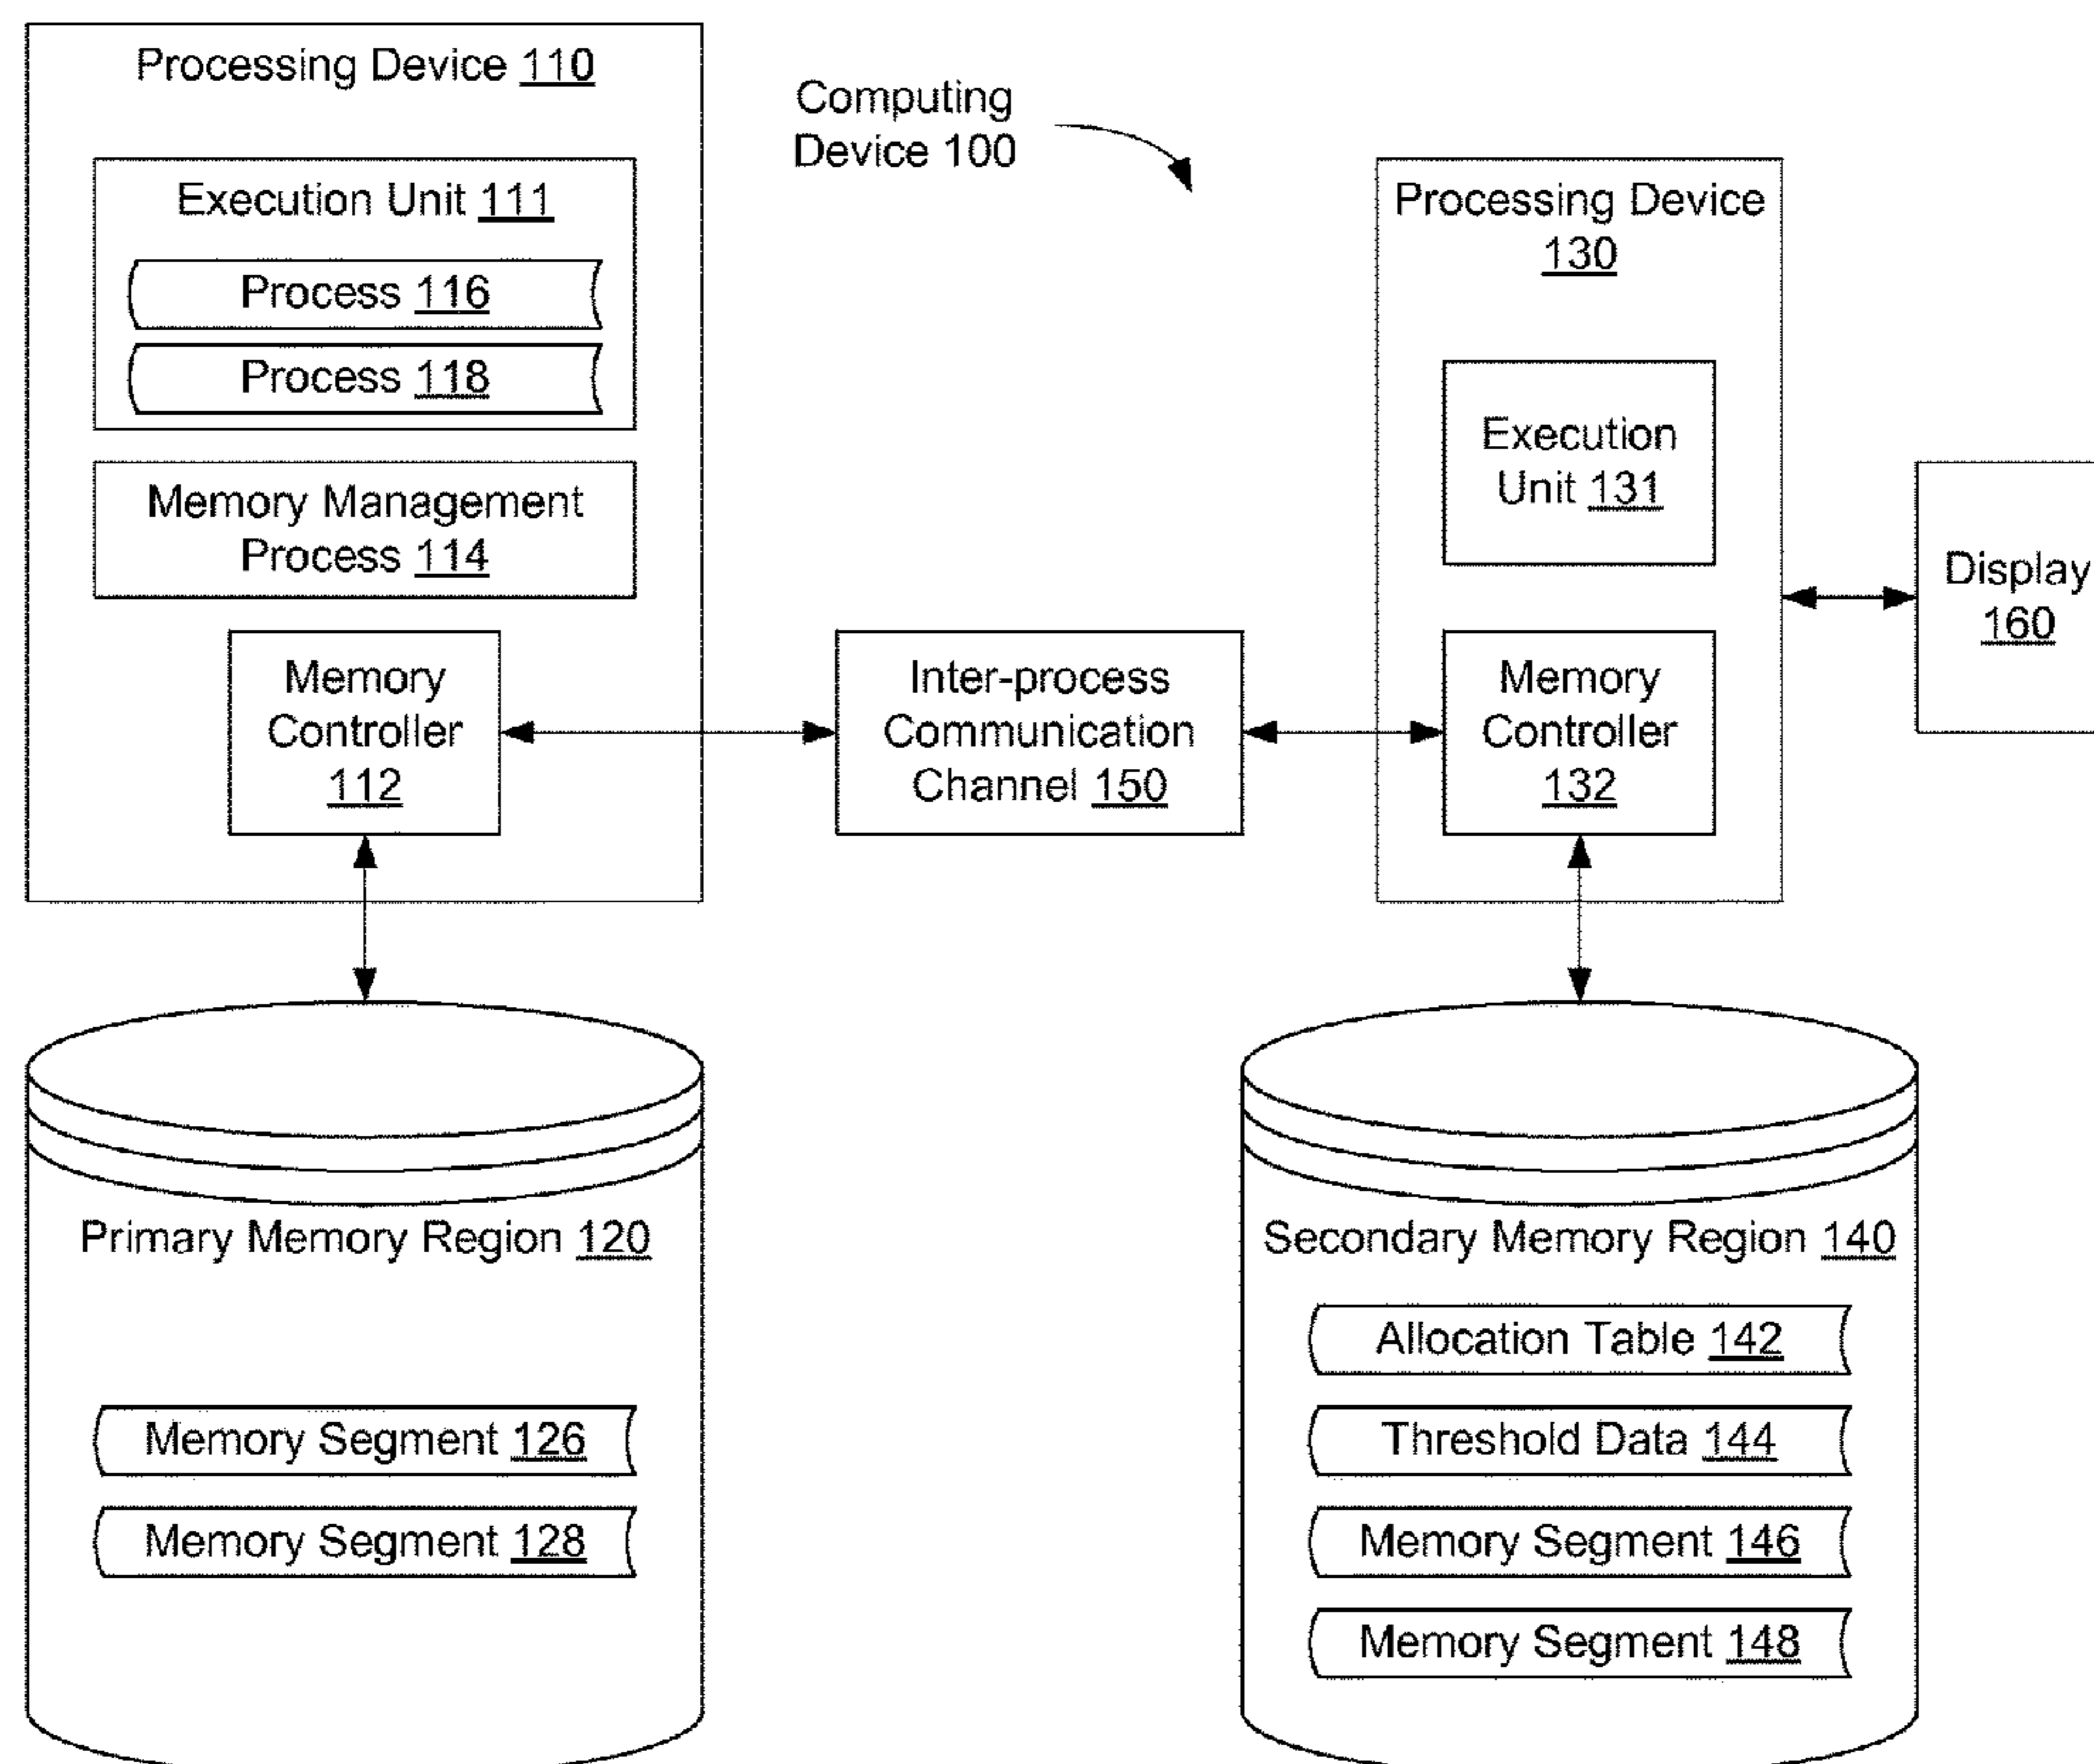 Processing Device 110
Execution Unit 111
Process 116
Process 118
Memory Management
Process 114
Memory
Controller
112
Computing
Device 100
Inter-process
Communication
Channel 150
Processing Device
130
Execution
Unit 131
Memory
Controller
132
Display
160
Primary Memory Region 120
Memory Segment 126
Memory Segment 128
Secondary Memory Region 140
Allocation Table 142
Threshold Data 144
Memory Segment 146
Memory Segment 148